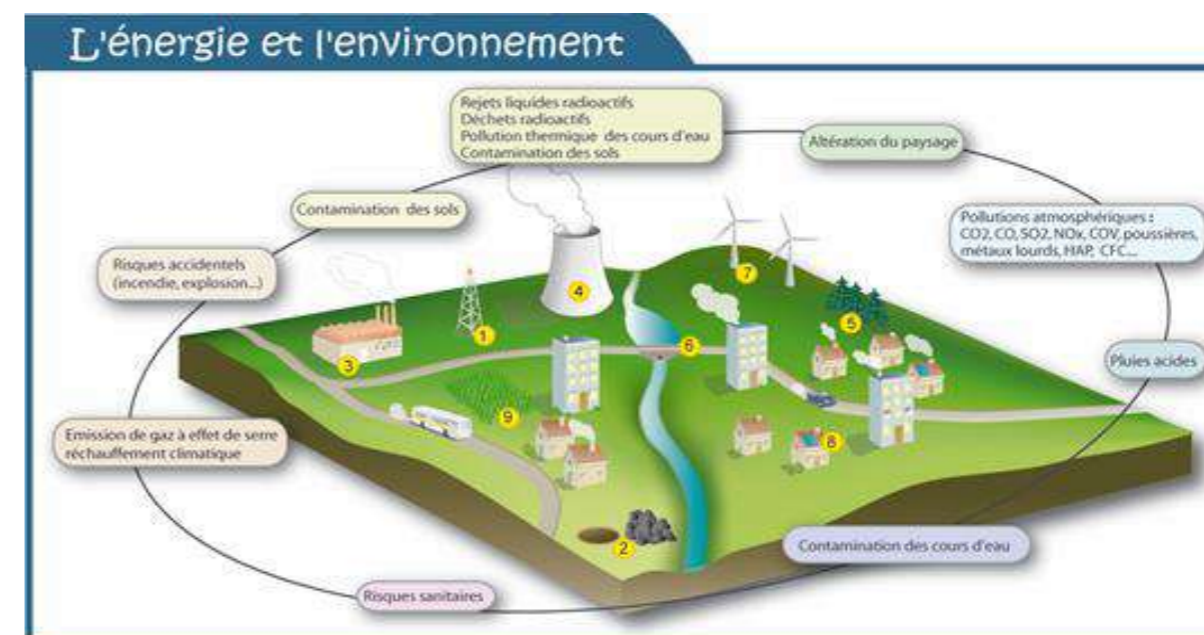 L'énergie et l'environnement
Rejets liquides radioactifs
Déchets radioactifs
Pollution thermique des cours d'eau
Contamination des sols
Altération du paysage
Contamination des sols
Pollutions atmosphériques :
CO2, CO, SO2, NOx, COV, poussières,
métaux lourds, HAP, CFC...
Risques accidentels
(incendie, explosion...)
7
4
5
1
6
3
Pluies acides
9
8
Emission de gaz à effet de serre
réchauffement climatique
2
Contamination des cours d'eau
Risques sanitaires